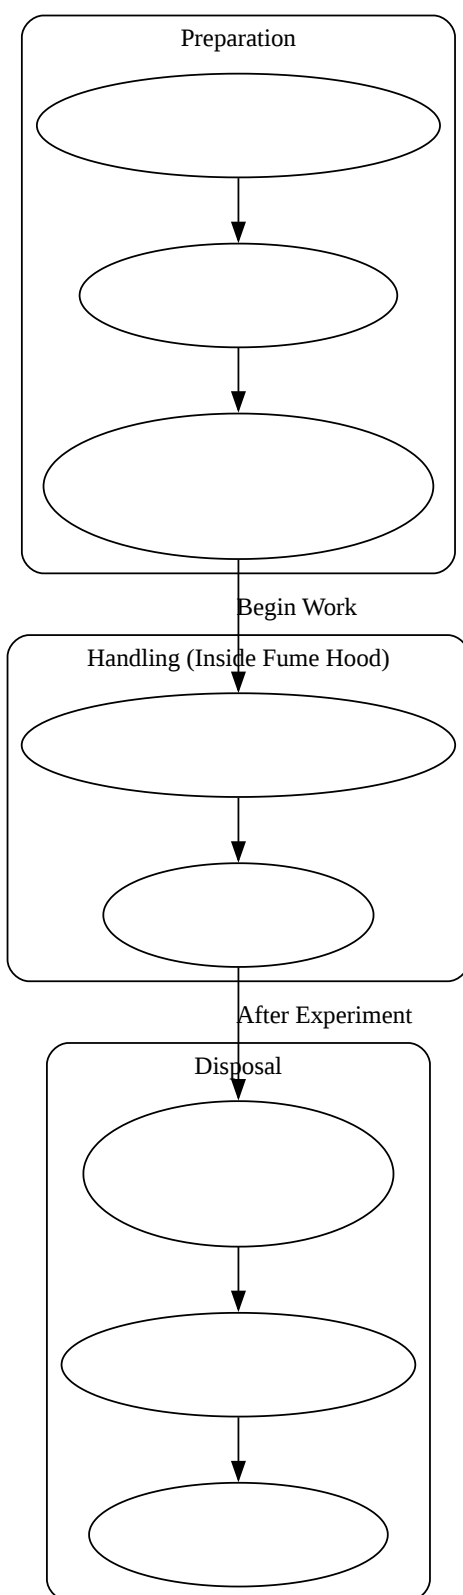 Preparation
Begin Work
Handling (Inside Fume Hood)
After Experiment
Disposal